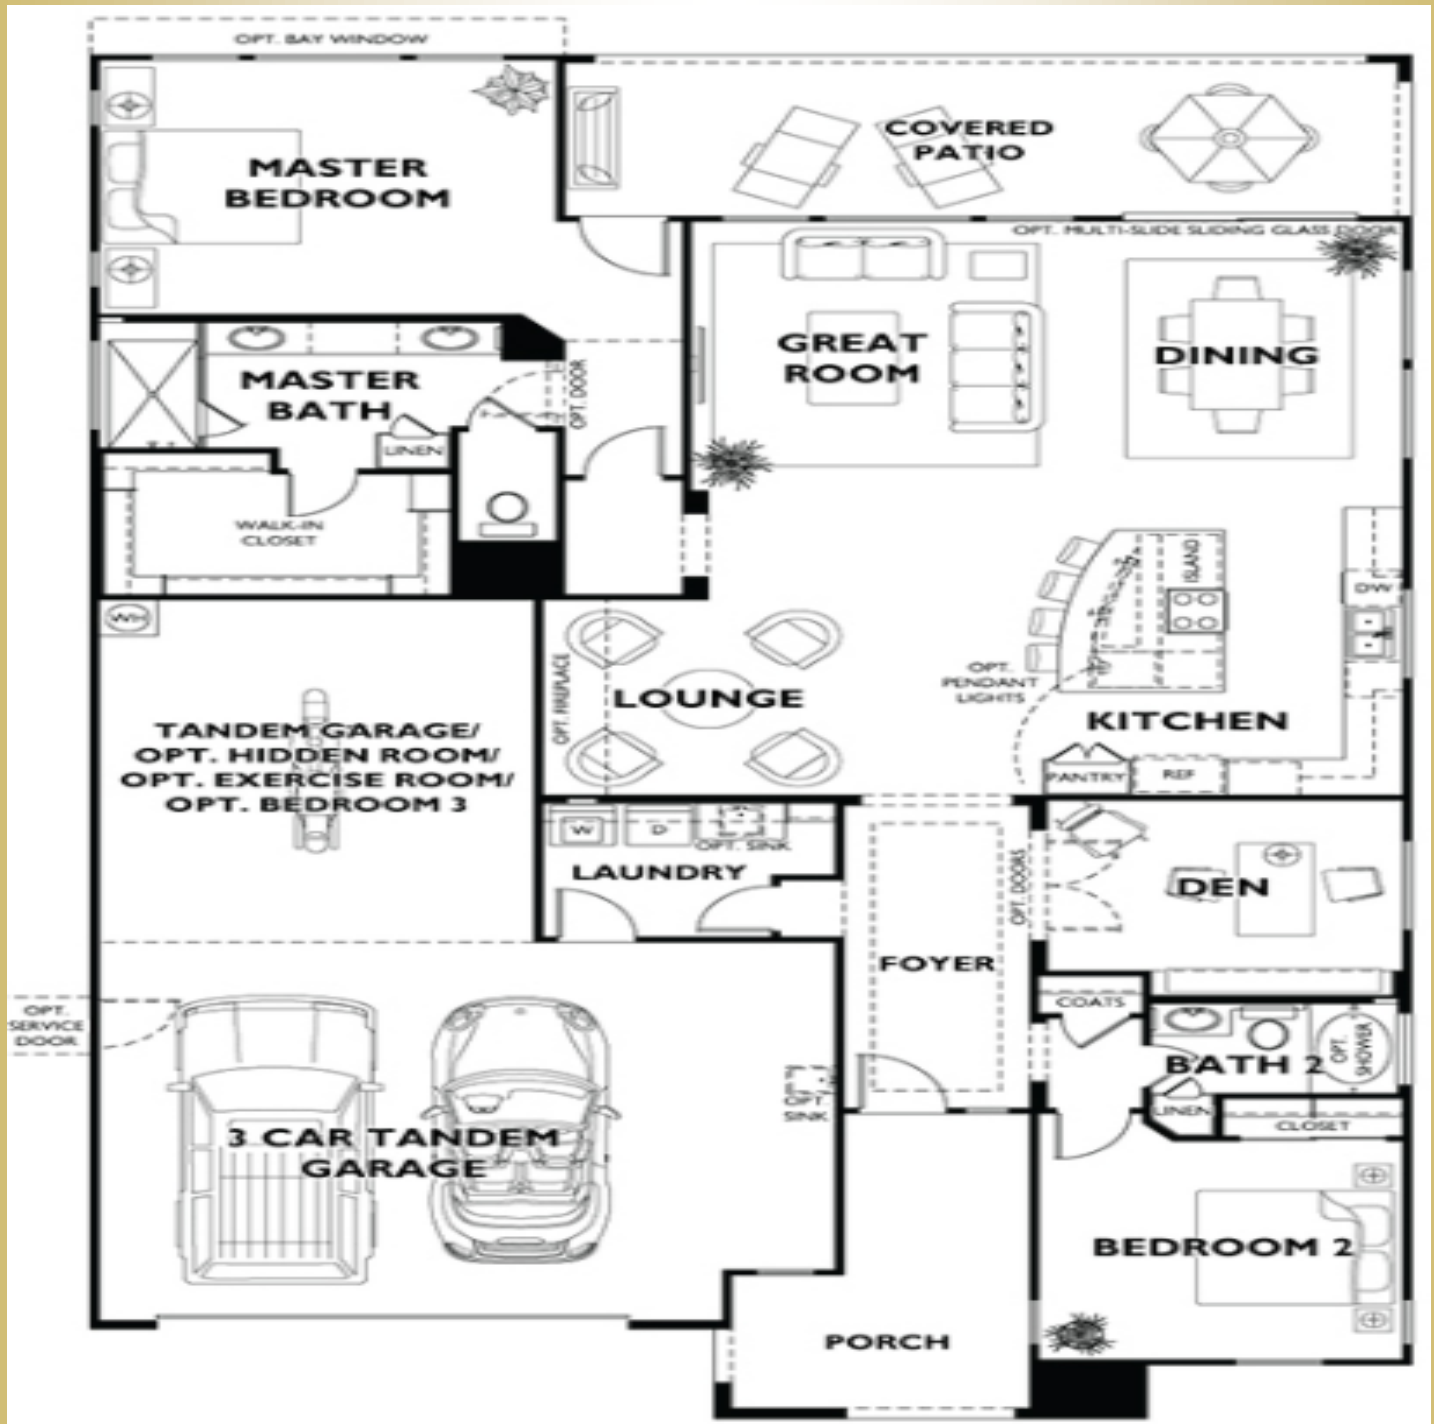 OPT. BAY WINDOW
MASTER
BEDROOM
COVERED
PATIO
OPT. MULTI-SLIDE SLIDING GLASS DOOR
GREAT
ROOM
DINING
MASTER
BATH
OPT. DOOR
LINEN
WALK-IN
CLOSET
ISLAND
DW
WH
OPT. FIREPLACE
LOUNGE
OPT.
PENDANT
LIGHTS
KITCHEN
PANTRY
REF
TANDEM GARAGE/
OPT. HIDDEN ROOM/
OPT. EXERCISE ROOM/
OPT. BEDROOM 3
W
D
OPT. SINK
LAUNDRY
OPT. DOORS
DEN
FOYER
COATS
OPT.
SERVICE
DOOR
BATH 2
OPT.
SHOWER
OPT.
SINK
LINEN
CLOSET
3 CAR TANDEM
GARAGE
BEDROOM 2
PORCH